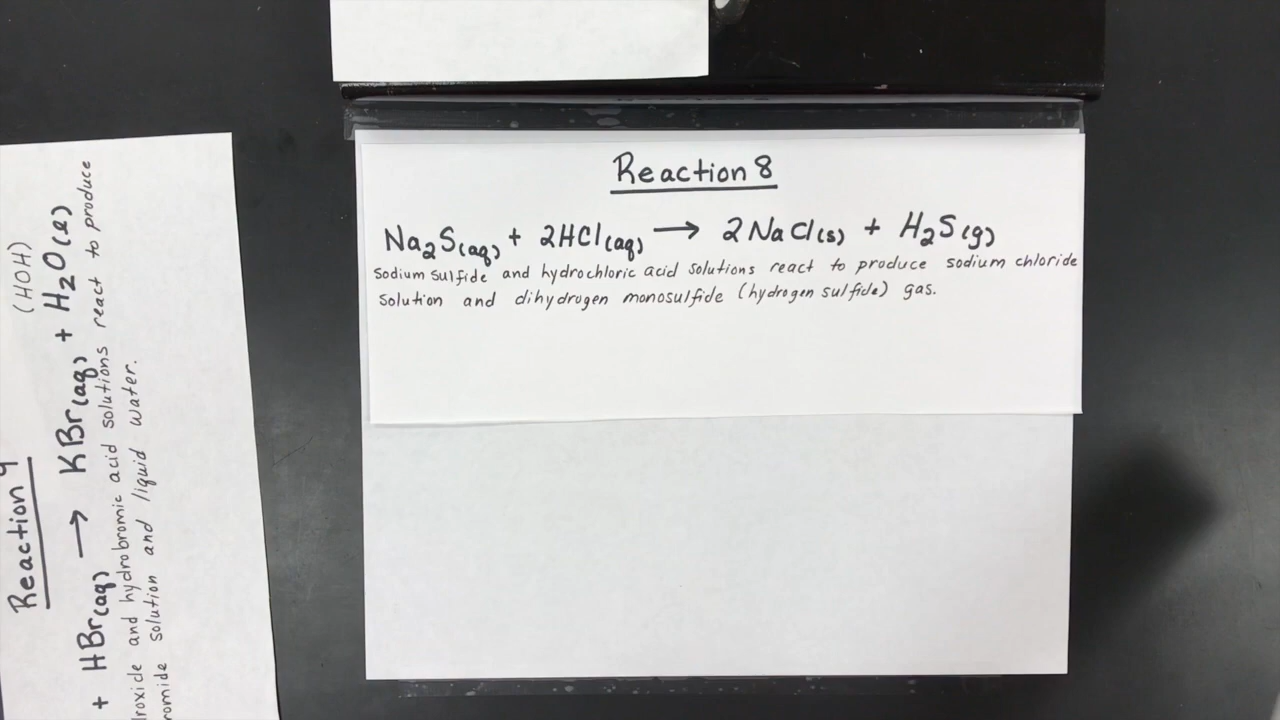 Reaction 8
Na₂S(aq) + 2HCl(aq) → 2NaCl(s) + H₂S(g)
sodium sulfide and hydrochloric acid solutions react to produce sodium chloride
solution and dihydrogen monosulfide (hydrogen sulfide) gas.
Reaction
(HOH)
+ HBr(aq) → KBr(aq) + H₂O(l)
and hydrobromic acid solutions react to produce
solution and liquid water.